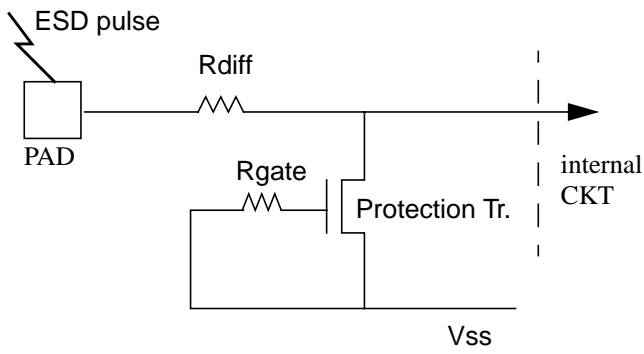 ESD pulse
Rdiff
PAD
Rgate
Protection Tr.
internal
CKT
Vss